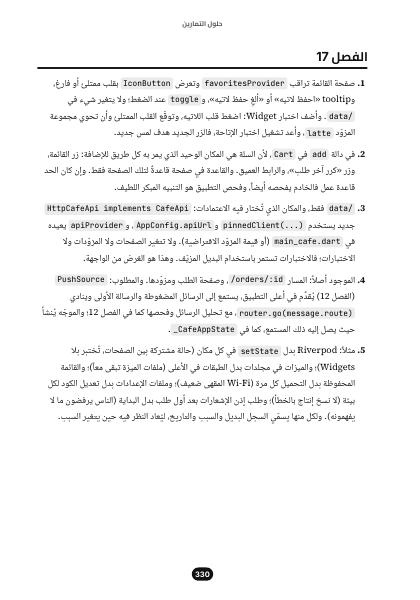 حلول التمارين
الفصل 17
1. صفحة القائمة تراقب favoritesProvider وتعرض IconButton بقلب ممتلئ أو فارغ،
وtooltip «احفظ لاتيه» أو «ألغِ حفظ لاتيه»، و toggle عند الضغط؛ ولا يتغير شيء في
data/ . وأضف اختبار Widget: اضغط قلب اللاتيه، وتوقّع القلب الممتلئ وأن تحوي مجموعة
المزوّد latte ، وأعد تشغيل اختبار الإتاحة، فالزر الجديد هدف لمس جديد.
2. في دالة add في Cart ، لأن السلة هي المكان الوحيد الذي يمر به كل طريق للإضافة: زر القائمة،
وزر «كرر آخر طلب»، والرابط العميق. والقاعدة في صفحة قاعدةٌ لتلك الصفحة فقط. وإن كان الحد
قاعدة عمل فالخادم يفحصه أيضاً، وفحص التطبيق هو التنبيه المبكر اللطيف.
3. data/ فقط، والمكان الذي تُختار فيه الاعتمادات: HttpCafeApi implements CafeApi
جديد يستخدم pinnedClient(...) و AppConfig.apiUrl ، و apiProvider يعيده
في main_cafe.dart (أو قيمة المزوّد الافتراضية). ولا تتغير الصفحات ولا المزوّدات ولا
الاختبارات؛ فالاختبارات تستمر باستخدام البديل المزيّف. وهذا هو الغرض من الواجهة.
4. الموجود أصلاً: المسار /orders/:id ، وصفحة الطلب ومزوّدها. والمطلوب: PushSource
(الفصل 12) يُقدَّم في أعلى التطبيق، يستمع إلى الرسائل المضغوطة والرسالة الأولى وينادي
router.go(message.route) ، مع تحليل الرسائل وفحصها كما في الفصل 12؛ والموجّه يُنشأ
حيث يصل إليه ذلك المستمع، كما في _CafeAppState .
5. مثلاً: Riverpod بدل setState في كل مكان (حالة مشتركة بين الصفحات، تُختبر بلا
Widgets)؛ والميزات في مجلدات بدل الطبقات في الأعلى (ملفات الميزة تبقى معاً)؛ والقائمة
المحفوظة بدل التحميل كل مرة (Wi-Fi المقهى ضعيف)؛ وملفات الإعدادات بدل تعديل الكود لكل
بيئة (لا نسخ إنتاج بالخطأ)؛ وطلب إذن الإشعارات بعد أول طلب بدل البداية (الناس يرفضون ما لا
يفهمونه). ولكل منها يسمّي السجل البديل والسبب والتاريخ، ليُعاد النظر فيه حين يتغير السبب.
330